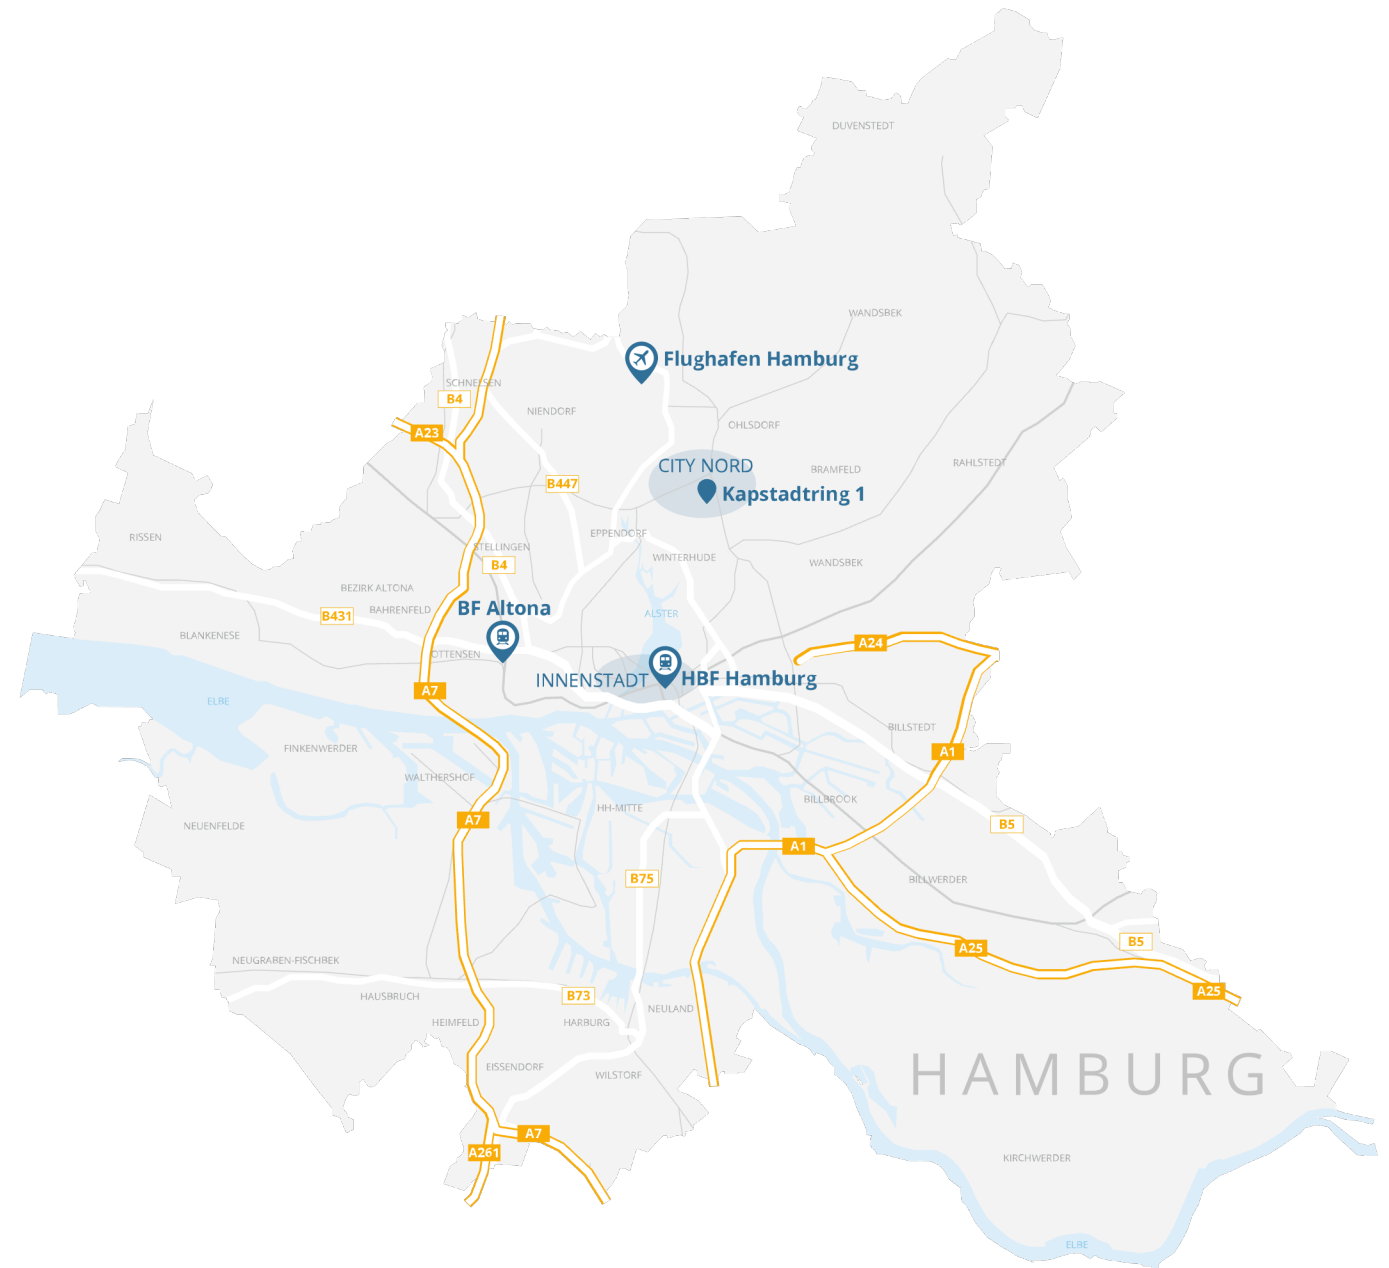 DUVENSTEDT
WANDSBEK
Flughafen Hamburg
SCHNELSEN
B4
NIENDORF
OHLSDORF
A23
CITY NORD
BRAMFELD
RAHLSTEDT
B447
Kapstadtring 1
RISSEN
EPPENDORF
STELLINGEN
WINTERHUDE
B4
WANDSBEK
BEZIRK ALTONA
BAHRENFELD
BF Altona
B431
ALSTER
BLANKENESE
A24
OTTENSEN
INNENSTADT
HBF Hamburg
A7
ELBE
BILLSTEDT
FINKENWERDER
A1
WALTHERSHOF
BILLBROOK
HH-MITTE
A7
NEUENFELDE
B5
A1
B75
BILLWERDER
B5
A25
NEUGRABEN-FISCHBEK
A25
HAUSBRUCH
B73
NEULAND
HEIMFELD
HARBURG
EISSENDORF
WILSTORF
HAMBURG
A7
A261
KIRCHWERDER
ELBE